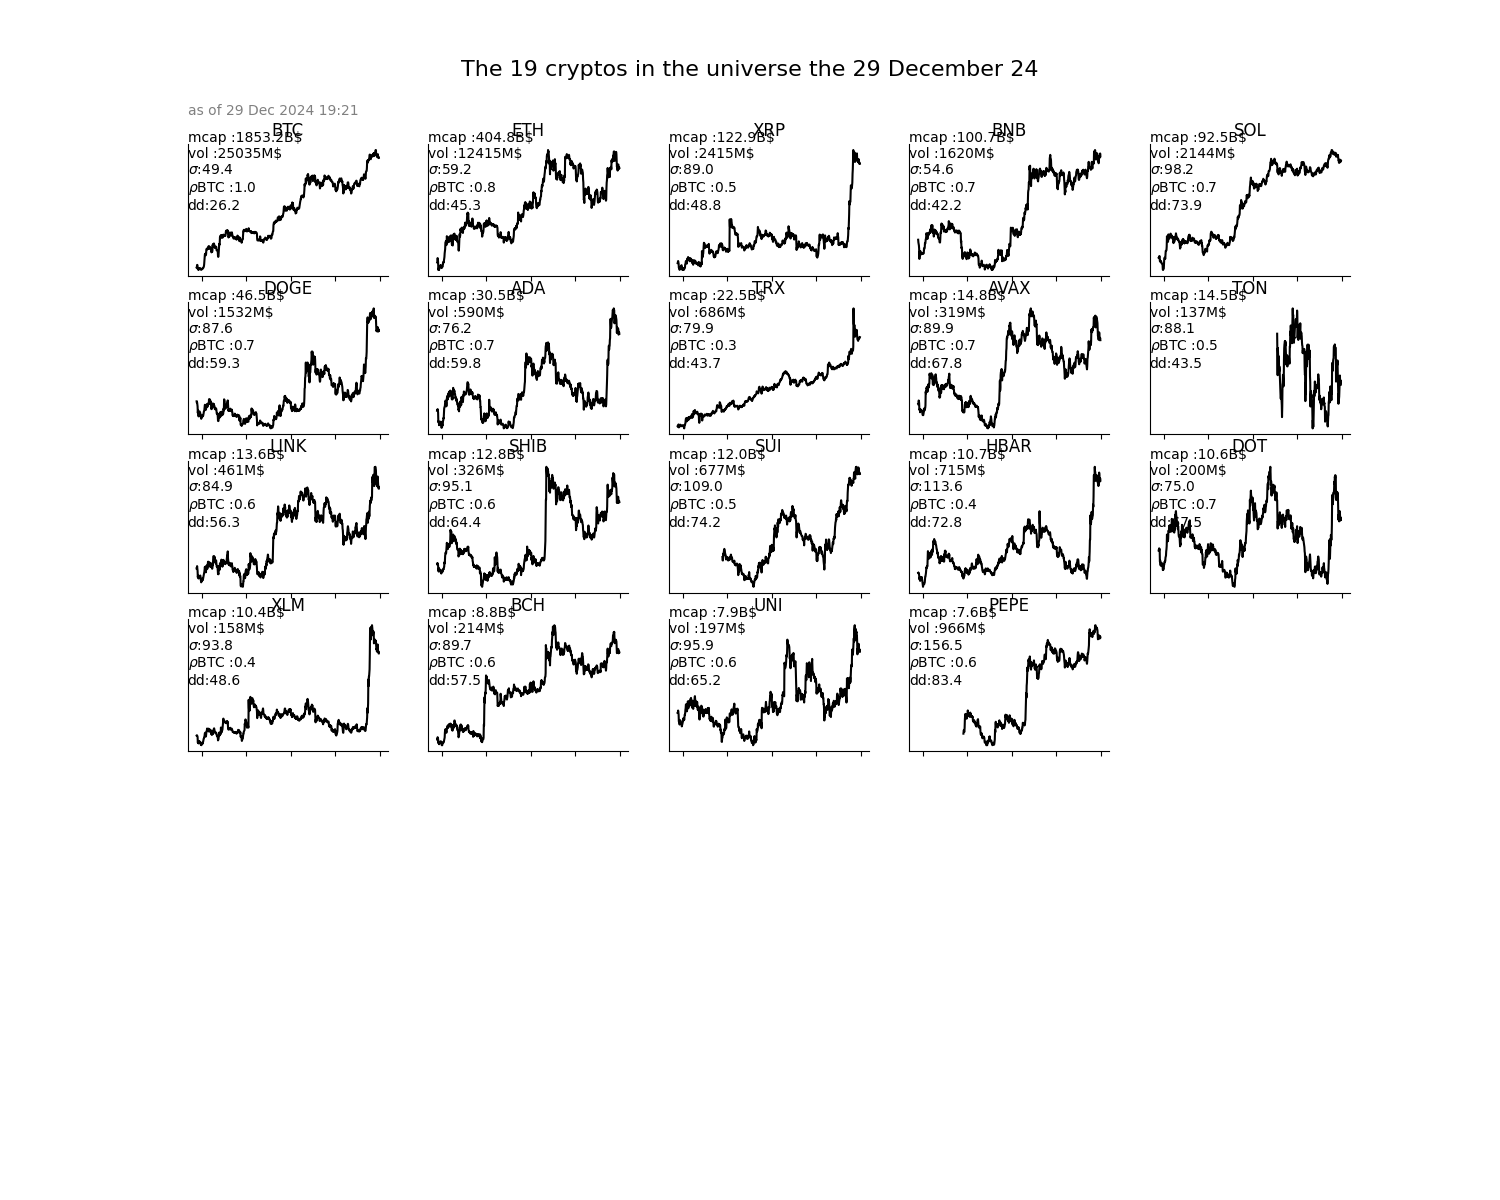 The 19 cryptos in the universe the 29 December 24
as of 29 Dec 2024 19:21
BTC
mcap :1853.2B$
vol :25035M$
σ:49.4
ρBTC :1.0
dd:26.2
ETH
mcap :404.8B$
vol :12415M$
σ:59.2
ρBTC :0.8
dd:45.3
XRP
mcap :122.9B$
vol :2415M$
σ:89.0
ρBTC :0.5
dd:48.8
BNB
mcap :100.7B$
vol :1620M$
σ:54.6
ρBTC :0.7
dd:42.2
SOL
mcap :92.5B$
vol :2144M$
σ:98.2
ρBTC :0.7
dd:73.9
DOGE
mcap :46.5B$
vol :1532M$
σ:87.6
ρBTC :0.7
dd:59.3
ADA
mcap :30.5B$
vol :590M$
σ:76.2
ρBTC :0.7
dd:59.8
TRX
mcap :22.5B$
vol :686M$
σ:79.9
ρBTC :0.3
dd:43.7
AVAX
mcap :14.8B$
vol :319M$
σ:89.9
ρBTC :0.7
dd:67.8
TON
mcap :14.5B$
vol :137M$
σ:88.1
ρBTC :0.5
dd:43.5
LINK
mcap :13.6B$
vol :461M$
σ:84.9
ρBTC :0.6
dd:56.3
SHIB
mcap :12.8B$
vol :326M$
σ:95.1
ρBTC :0.6
dd:64.4
SUI
mcap :12.0B$
vol :677M$
σ:109.0
ρBTC :0.5
dd:74.2
HBAR
mcap :10.7B$
vol :715M$
σ:113.6
ρBTC :0.4
dd:72.8
DOT
mcap :10.6B$
vol :200M$
σ:75.0
ρBTC :0.7
XLM
mcap :10.4B$
vol :158M$
σ:93.8
ρBTC :0.4
dd:48.6
BCH
mcap :8.8B$
vol :214M$
σ:89.7
ρBTC :0.6
dd:57.5
UNI
mcap :7.9B$
vol :197M$
σ:95.9
ρBTC :0.6
dd:65.2
PEPE
mcap :7.6B$
vol :966M$
σ:156.5
ρBTC :0.6
dd:83.4